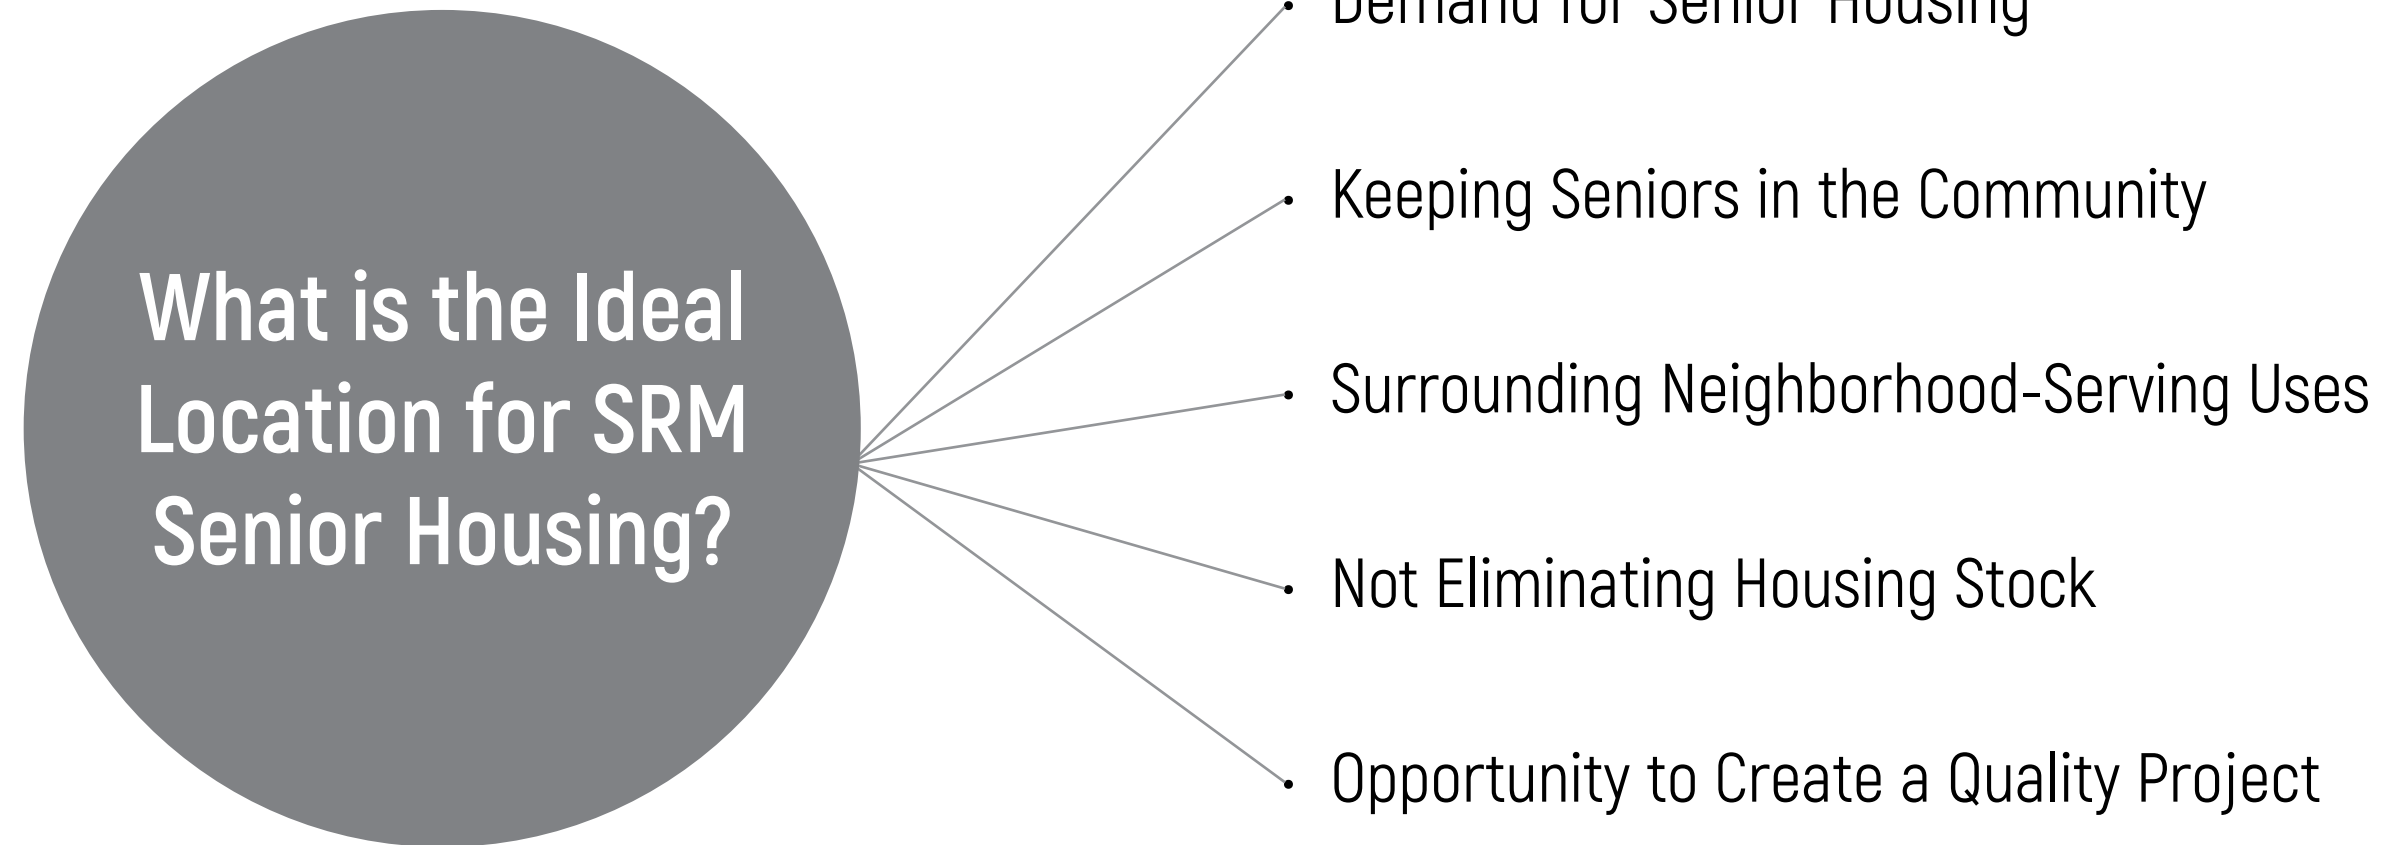 What is the Ideal
Location for SRM
Senior Housing?
Demand for Senior Housing
Keeping Seniors in the Community
Surrounding Neighborhood-Serving Uses
Not Eliminating Housing Stock
Opportunity to Create a Quality Project